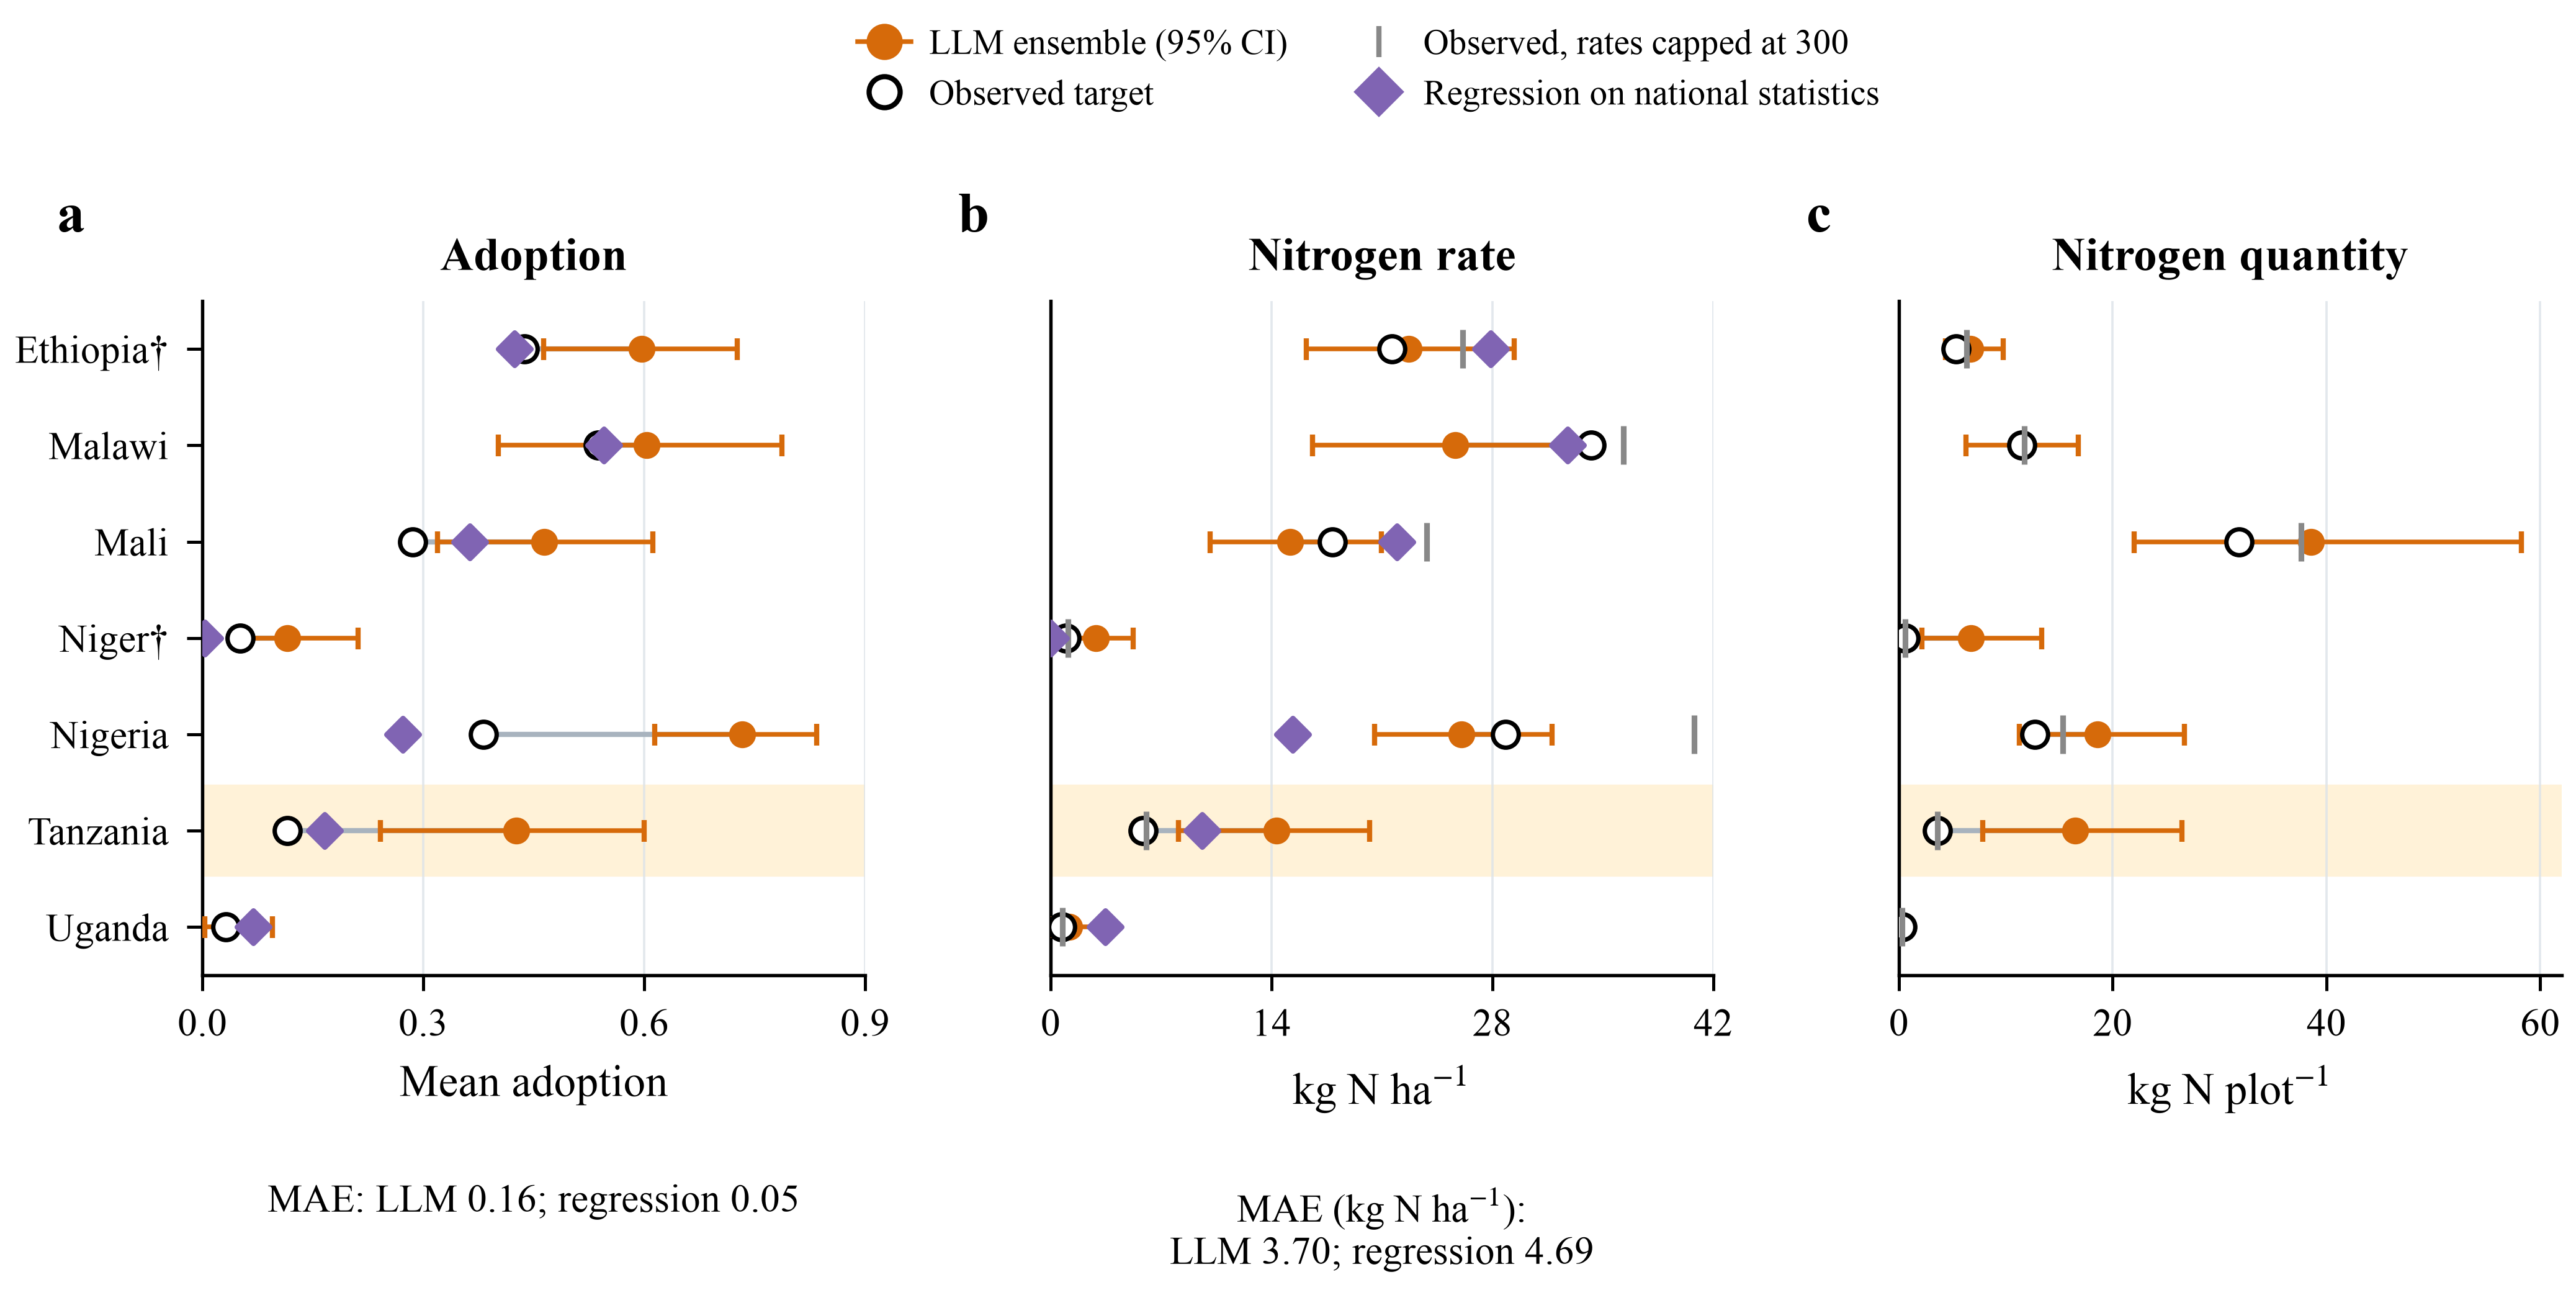 LLM ensemble (95% CI)
Observed target
Observed, rates capped at 300
Regression on national statistics
a
Adoption
Ethiopia†
Malawi
Mali
Niger†
Nigeria
Tanzania
Uganda
0.0 0.3 0.6 0.9
Mean adoption
MAE: LLM 0.16; regression 0.05
b
Nitrogen rate
0 14 28 42
kg N ha⁻¹
MAE (kg N ha⁻¹):
LLM 3.70; regression 4.69
c
Nitrogen quantity
0 20 40 60
kg N plot⁻¹